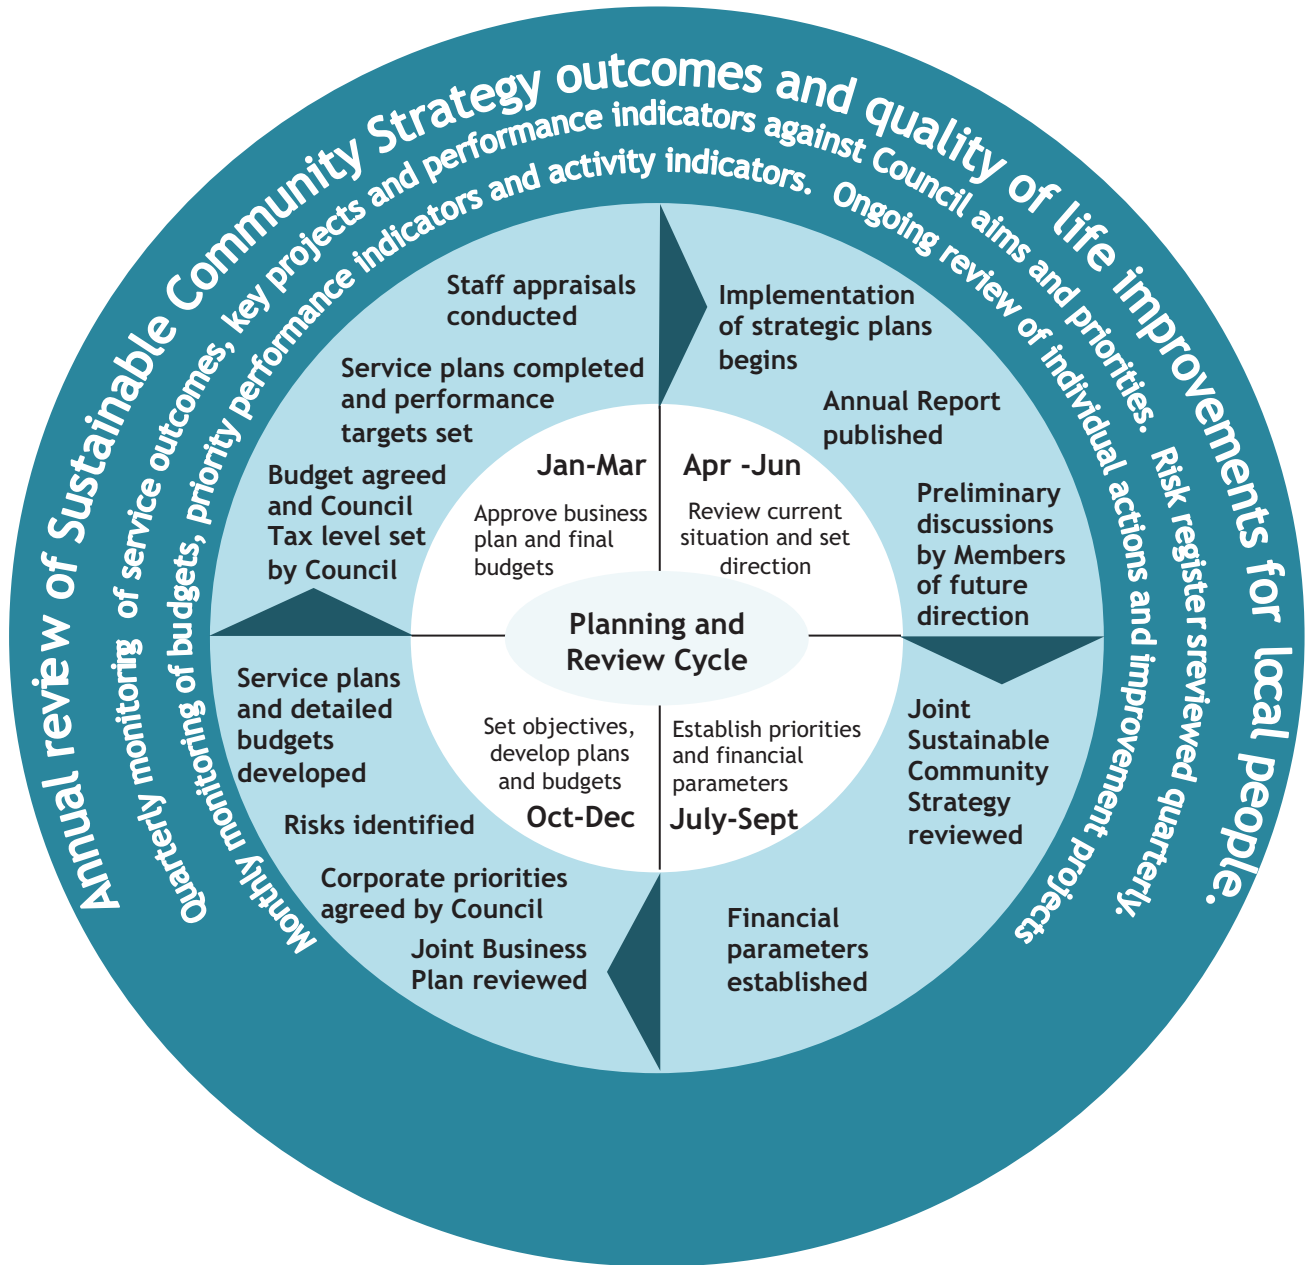 Annual review of Sustainable Community Strategy outcomes and quality of life improvements for local people.
Quarterly monitoring of service outcomes, key projects and performance indicators against Council aims and priorities. Risk register sreviewed quarterly.
Monthly monitoring of budgets, priority performance indicators and activity indicators. Ongoing review of individual actions and improvement projects
Staff appraisals
conducted
Service plans completed
and performance
targets set
Budget agreed
and Council
Tax level set
by Council
Implementation
of strategic plans
begins
Annual Report
published
Preliminary
discussions
by Members
of future
direction
Jan-Mar
Approve business
plan and final
budgets
Apr -Jun
Review current
situation and set
direction
Planning and
Review Cycle
Set objectives,
develop plans
and budgets
Oct-Dec
Establish priorities
and financial
parameters
July-Sept
Service plans
and detailed
budgets
developed
Risks identified
Corporate priorities
agreed by Council
Joint Business
Plan reviewed
Joint
Sustainable
Community
Strategy
reviewed
Financial
parameters
established